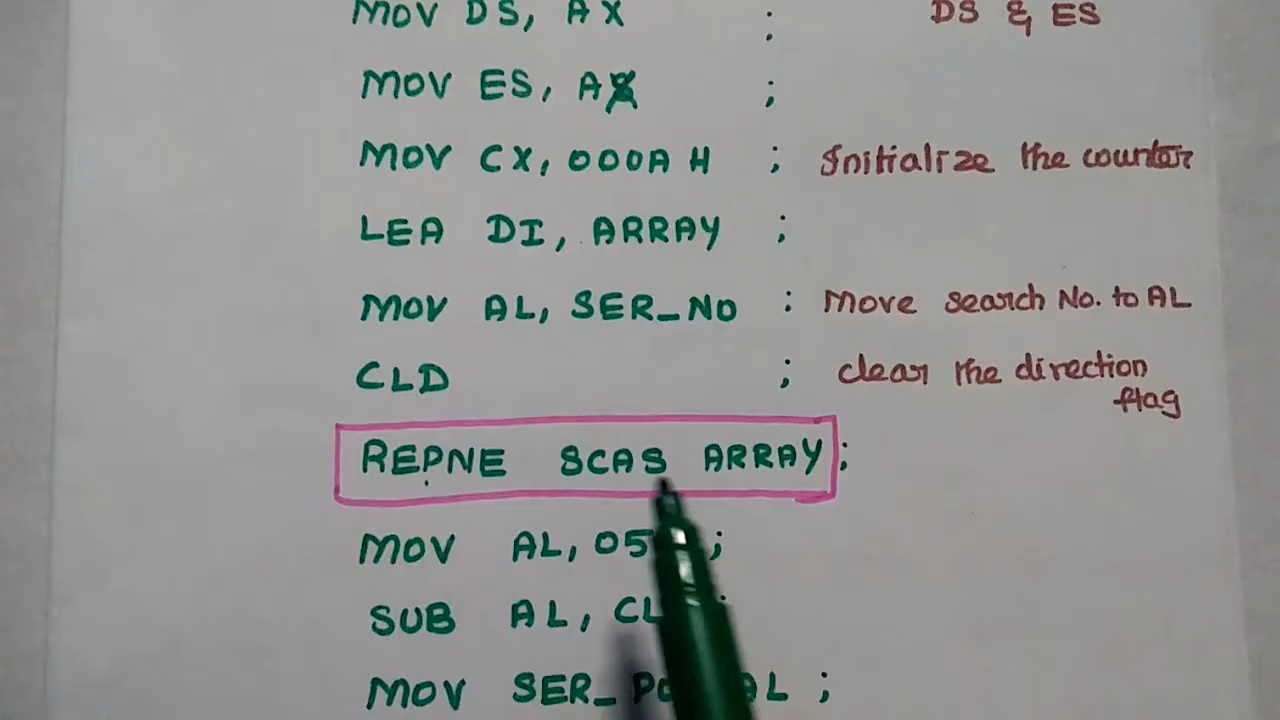 MOV DS, AX : DS & ES
MOV ES, AX ;
MOV CX, 000A H ; Initialize the counter
LEA DI, ARRAY ;
MOV AL, SER_NO : Move search No. to AL
CLD ; clear the direction
flag
REPNE SCAS ARRAY ;
MOV AL, 05 ;
SUB AL, CL ;
MOV SER_ AL ;